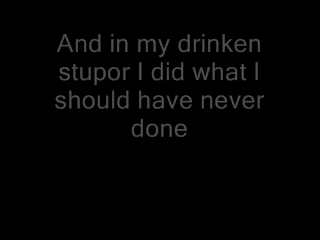 And in my drinken
stupor I did what I
should have never
done